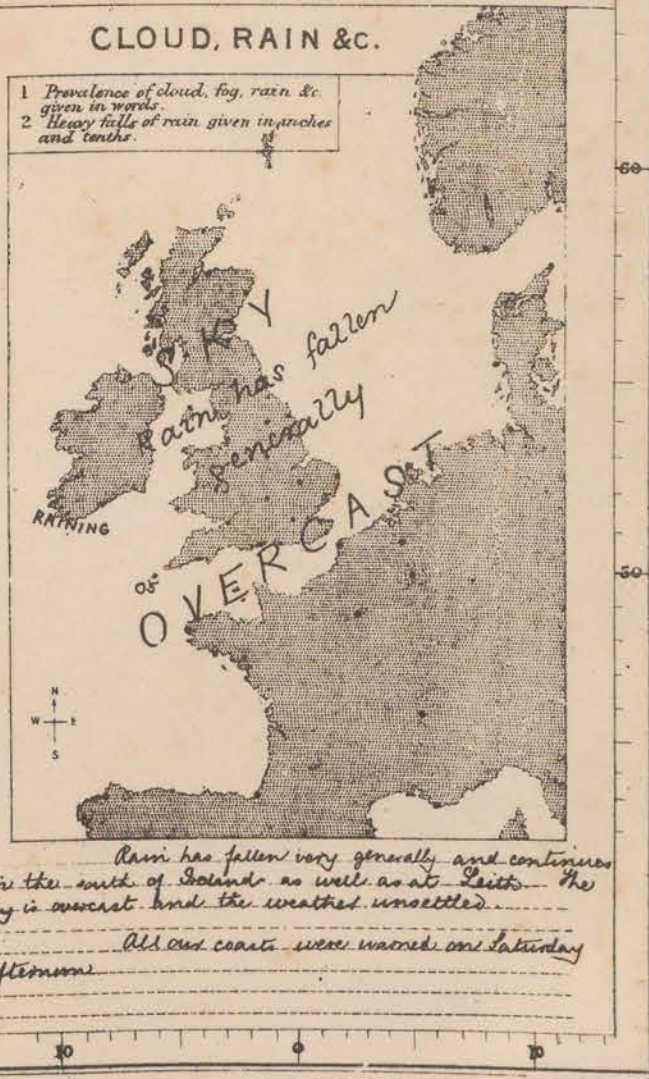 CLOUD, RAIN &c.
1 Prevalence of cloud, fog, rain &c
given in words.
2 Heavy falls of rain given in inches
and tenths.
60
SKY
Rain has fallen
generally
RAINING
OVERCAST
50
05
N
W E
S
Rain has fallen very generally and continues
in the south of Ireland as well as at Leith. The
y is overcast and the weather unsettled.
All our coasts were warned on Saturday
fternoon
10 0 10